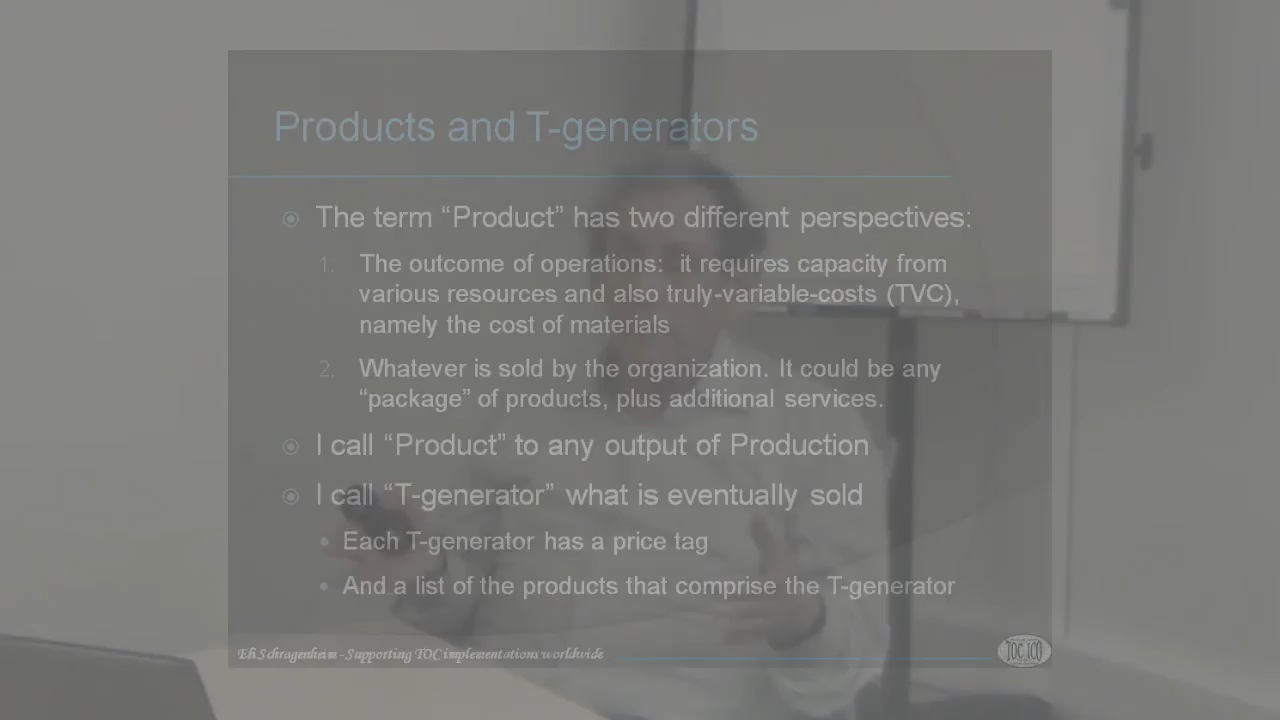 Products and T-generators
The term “Product” has two different perspectives:
1. The outcome of operations: it requires capacity from
various resources and also truly-variable-costs (TVC),
namely the cost of materials
2. Whatever is sold by the organization. It could be any
“package” of products, plus additional services.
I call “Product” to any output of Production
I call “T-generator” what is eventually sold
Each T-generator has a price tag
And a list of the products that comprise the T-generator
Eli Schragenheim - Supporting TOC implementations worldwide
TOC ICO